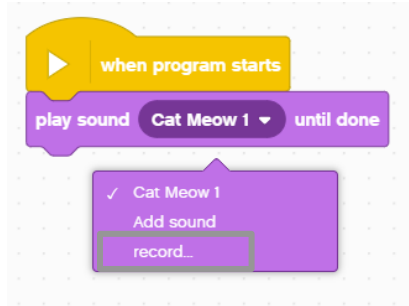 when program starts
play sound Cat Meow 1 until done
✓ Cat Meow 1
Add sound
record...